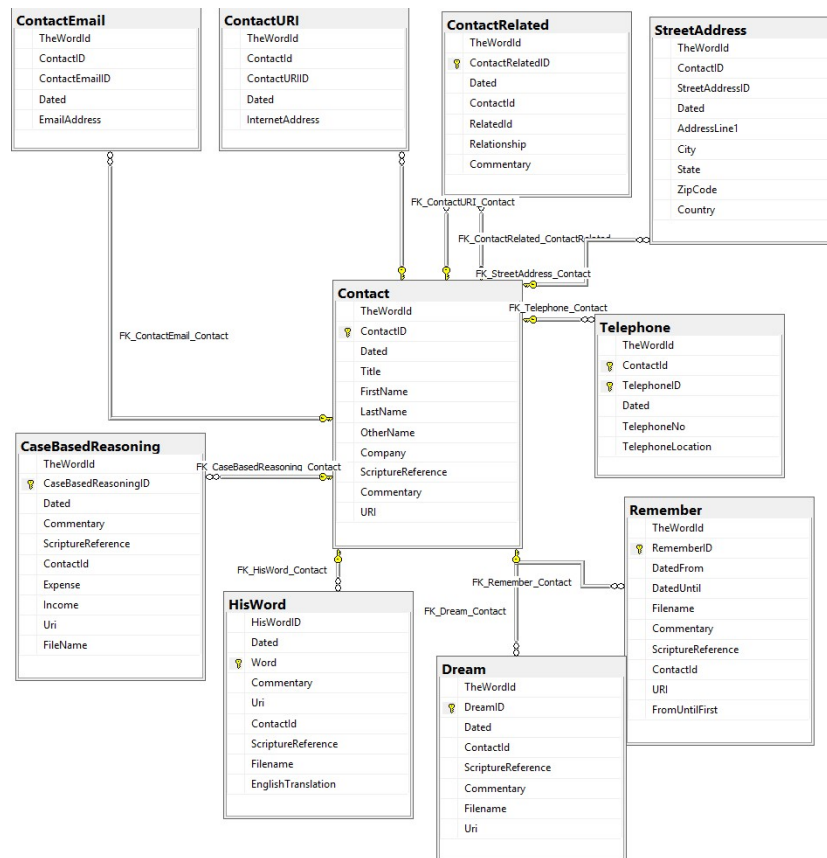 ContactEmail
TheWordId
ContactID
ContactEmailID
Dated
EmailAddress
ContactURI
TheWordId
ContactId
ContactURIID
Dated
InternetAddress
ContactRelated
TheWordId
ContactRelatedID
Dated
ContactId
RelatedId
Relationship
Commentary
StreetAddress
TheWordId
ContactID
StreetAddressID
Dated
AddressLine1
City
State
ZipCode
Country
FK_ContactURI_Contact
FK_ContactRelated_ContactRelated
FK_StreetAddress_Contact
FK_Telephone_Contact
FK_ContactEmail_Contact
Contact
TheWordId
ContactID
Dated
Title
FirstName
LastName
OtherName
Company
ScriptureReference
Commentary
URI
Telephone
TheWordId
ContactId
TelephoneID
Dated
TelephoneNo
TelephoneLocation
CaseBasedReasoning
TheWordId
CaseBasedReasoningID
Dated
Commentary
ScriptureReference
ContactId
Expense
Income
Uri
FileName
FK_CaseBasedReasoning_Contact
FK_HisWord_Contact
FK_Remember_Contact
FK_Dream_Contact
HisWord
HisWordID
Dated
Word
Commentary
Uri
ContactId
ScriptureReference
Filename
EnglishTranslation
Dream
TheWordId
DreamID
Dated
ContactId
ScriptureReference
Commentary
Filename
Uri
Remember
TheWordId
RememberID
DatedFrom
DatedUntil
Filename
Commentary
ScriptureReference
ContactId
URI
FromUntilFirst